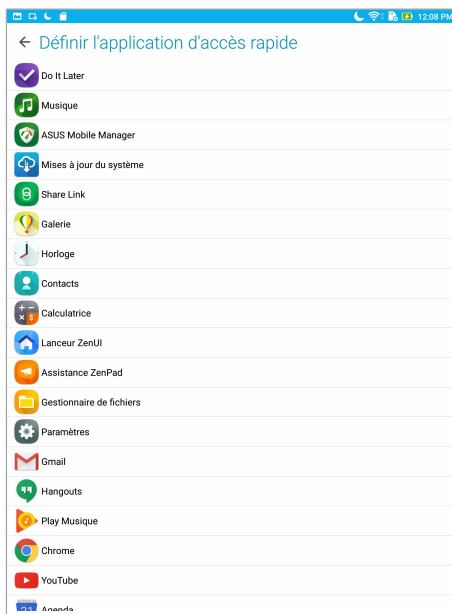 12:08 PM
Définir l'application d'accès rapide
Do It Later
Musique
ASUS Mobile Manager
Mises à jour du système
Share Link
Galerie
Horloge
Contacts
Calculatrice
Lanceur ZenUI
Assistance ZenPad
Gestionnaire de fichiers
Paramètres
Gmail
Hangouts
Play Musique
Chrome
YouTube
31 Agenda